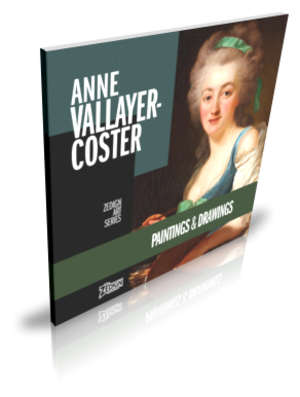 ANNE
VALLAYER-
COSTER
ZEDIGN
ART
SERIES
PAINTINGS & DRAWINGS